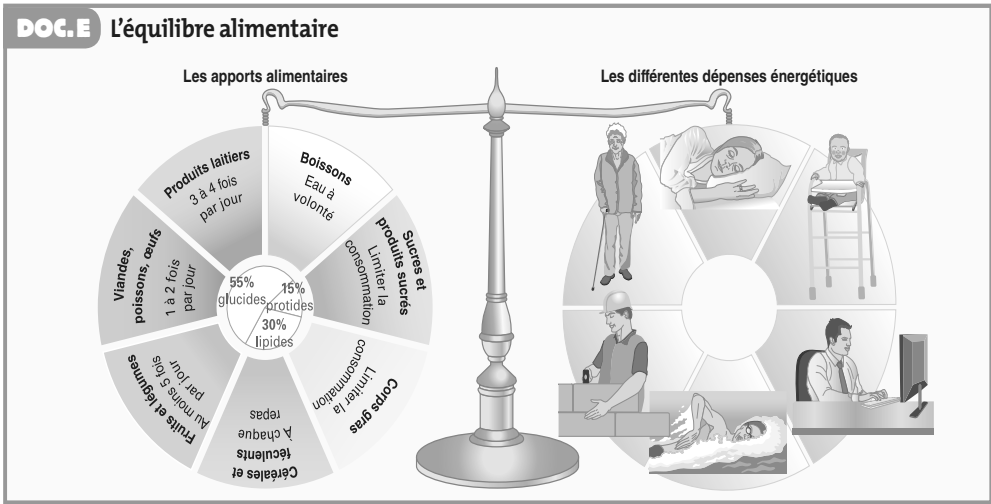 DOC.E L'équilibre alimentaire
Les apports alimentaires
Les différentes dépenses énergétiques
Produits laitiers
3 à 4 fois
par jour
Boissons
Eau à
volonté
Sucres et
produits sucrés
Limiter la
consommation
Corps gras
Limiter la
consommation
Céréales et
féculents
À chaque
repas
Fruits et légumes
Au moins 5 fois
par jour
Viandes,
poissons, œufs
1 à 2 fois
par jour
55%
glucides
15%
protides
30%
lipides